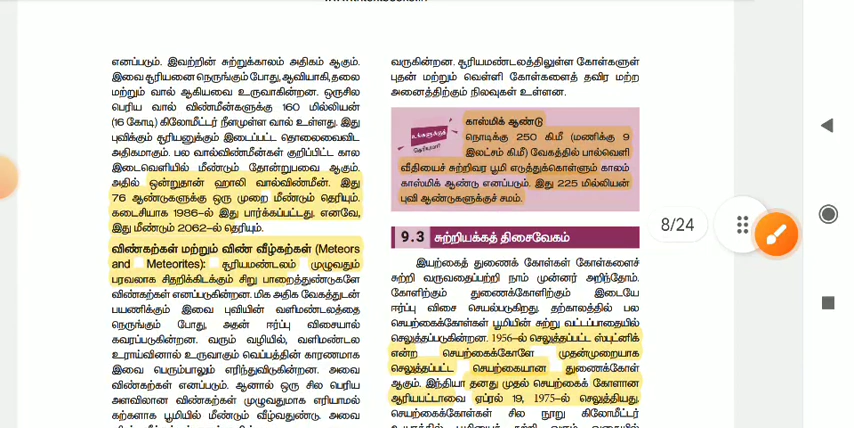 எனப்படும். இவற்றின் சுற்றுக்காலம் அதிகம் ஆகும்.
இவை சூரியனை நெருங்கும் போது, ஆவியாகி, தலை
மற்றும் வால் ஆகியவை உருவாகின்றன. ஒருசில
பெரிய வால் விண்மீன்களுக்கு 160 மில்லியன்
(16 கோடி) கிலோமீட்டர் நீளமுள்ள வால் உள்ளது. இது
புவிக்கும் சூரியனுக்கும் இடைப்பட்ட தொலைவைவிட
அதிகமாகும். பல வால்விண்மீன்கள் குறிப்பிட்ட கால
இடைவெளியில் மீண்டும் தோன்றுபவை ஆகும்.
அதில் ஒன்றுதான் ஹாலி வால்விண்மீன். இது
76 ஆண்டுகளுக்கு ஒரு முறை மீண்டும் தெரியும்.
கடைசியாக 1986-ல் இது பார்க்கப்பட்டது. எனவே,
இது மீண்டும் 2062-ல் தெரியும்.
விண்கற்கள் மற்றும் விண் வீழ்கற்கள் (Meteors
and Meteorites): சூரியமண்டலம் முழுவதும்
பரவலாக சிதறிக்கிடக்கும் சிறு பாறைத்துண்டுகளே
விண்கற்கள் எனப்படுகின்றன. மிக அதிக வேகத்துடன்
பயணிக்கும் இவை புவியின் வளிமண்டலத்தை
நெருங்கும் போது, அதன் ஈர்ப்பு விசையால்
கவரப்படுகின்றன. வரும் வழியில், வளிமண்டல
உராய்வினால் உருவாகும் வெப்பத்தின் காரணமாக
இவை பெரும்பாலும் எரிந்துவிடுகின்றன. அவை
விண்கற்கள் எனப்படும். ஆனால் ஒரு சில பெரிய
அளவிலான விண்கற்கள் முழுவதுமாக எரியாமல்
கற்களாக பூமியில் மீண்டும் வீழ்வதுண்டு. அவை
வருகின்றன. சூரியமண்டலத்திலுள்ள கோள்களுள்
புதன் மற்றும் வெள்ளி கோள்களைத் தவிர மற்ற
அனைத்திற்கும் நிலவுகள் உள்ளன.
உங்களுக்குத்
தெரியுமா?
காஸ்மிக் ஆண்டு
நொடிக்கு 250 கி.மீ (மணிக்கு 9
இலட்சம் கி.மீ) வேகத்தில் பால்வெளி
வீதியைச் சுற்றிவர பூமி எடுத்துக்கொள்ளும் காலம்
காஸ்மிக் ஆண்டு எனப்படும். இது 225 மில்லியன்
புவி ஆண்டுகளுக்குச் சமம்.
9.3 சுற்றியக்கத் திசைவேகம்
இயற்கைத் துணைக் கோள்கள் கோள்களைச்
சுற்றி வருவதைப்பற்றி நாம் முன்னர் அறிந்தோம்.
கோளிற்கும் துணைக்கோளிற்கும் இடையே
ஈர்ப்பு விசை செயல்படுகிறது. தற்காலத்தில் பல
செயற்கைக்கோள்கள் பூமியின் சுற்று வட்டப்பாதையில்
செலுத்தப்படுகின்றன. 1956-ல் செலுத்தப்பட்ட ஸ்புட்னிக்
என்ற செயற்கைக்கோளே முதன்முறையாக
செலுத்தப்பட்ட செயற்கையான துணைக்கோள்
ஆகும். இந்தியா தனது முதல் செயற்கைக் கோளான
ஆரியபட்டாவை ஏப்ரல் 19, 1975-ல் செலுத்தியது.
செயற்கைக்கோள்கள் சில நூறு கிலோமீட்டர்
8/24